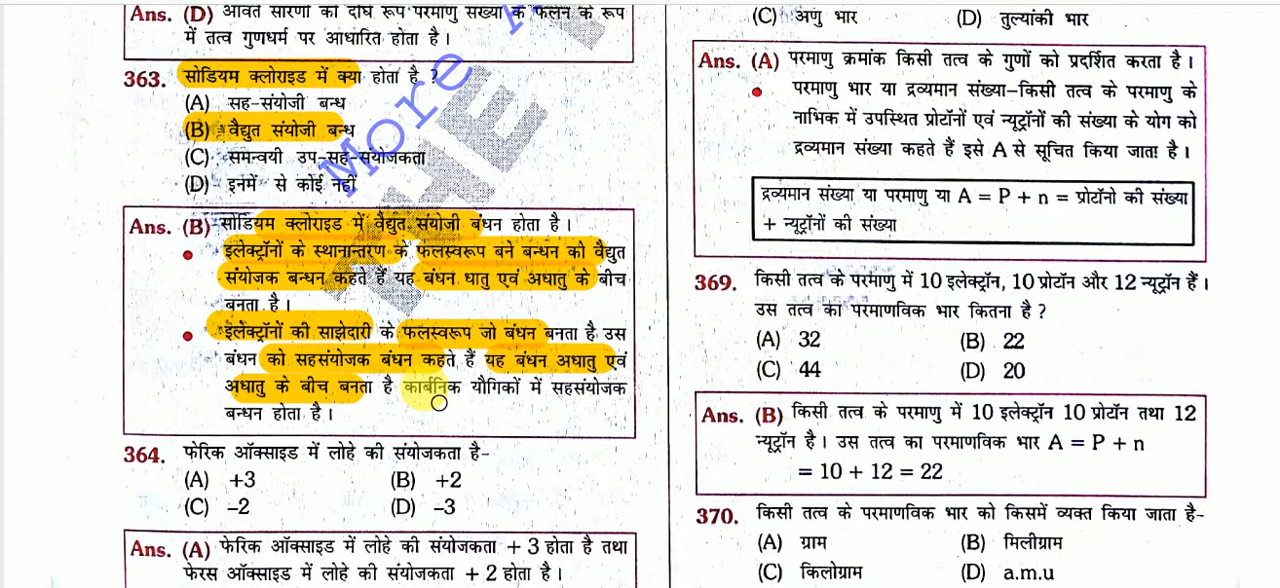 Ans. (D) आवर्त सारणी का दीर्घ रूप परमाणु संख्या के फलन के रूप
में तत्व गुणधर्म पर आधारित होता है।
363. सोडियम क्लोराइड में क्या होता है ?
(A) सह-संयोजी बन्ध
(B) वैद्युत संयोजी बन्ध
(C) समन्वयी उप-सह-संयोजकता
(D) इनमें से कोई नहीं
Ans. (B) सोडियम क्लोराइड में वैद्युत संयोजी बंधन होता है।
• इलेक्ट्रॉनों के स्थानान्तरण के फलस्वरूप बने बन्धन को वैद्युत
संयोजक बन्धन कहते हैं यह बंधन धातु एवं अधातु के बीच
बनता है।
• इलेक्ट्रॉनों की साझेदारी के फलस्वरूप जो बंधन बनता है उस
बंधन को सहसंयोजक बंधन कहते हैं यह बंधन अधातु एवं
अधातु के बीच बनता है कार्बनिक यौगिकों में सहसंयोजक
बन्धन होता है।
364. फेरिक ऑक्साइड में लोहे की संयोजकता है-
(A) +3 (B) +2
(C) –2 (D) –3
Ans. (A) फेरिक ऑक्साइड में लोहे की संयोजकता + 3 होता है तथा
फेरस ऑक्साइड में लोहे की संयोजकता + 2 होता है।
More
THE
(C) अणु भार (D) तुल्यांकी भार
Ans. (A) परमाणु क्रमांक किसी तत्व के गुणों को प्रदर्शित करता है।
• परमाणु भार या द्रव्यमान संख्या–किसी तत्व के परमाणु के
नाभिक में उपस्थित प्रोटॉनों एवं न्यूट्रॉनों की संख्या के योग को
द्रव्यमान संख्या कहते हैं इसे A से सूचित किया जाता है।
द्रव्यमान संख्या या परमाणु या A = P + n = प्रोटॉनो की संख्या
+ न्यूट्रॉनों की संख्या
369. किसी तत्व के परमाणु में 10 इलेक्ट्रॉन, 10 प्रोटॉन और 12 न्यूट्रॉन हैं।
उस तत्व का परमाणविक भार कितना है ?
(A) 32 (B) 22
(C) 44 (D) 20
Ans. (B) किसी तत्व के परमाणु में 10 इलेक्ट्रॉन 10 प्रोटॉन तथा 12
न्यूट्रॉन है। उस तत्व का परमाणविक भार A = P + n
= 10 + 12 = 22
370. किसी तत्व के परमाणविक भार को किसमें व्यक्त किया जाता है-
(A) ग्राम (B) मिलीग्राम
(C) किलोग्राम (D) a.m.u